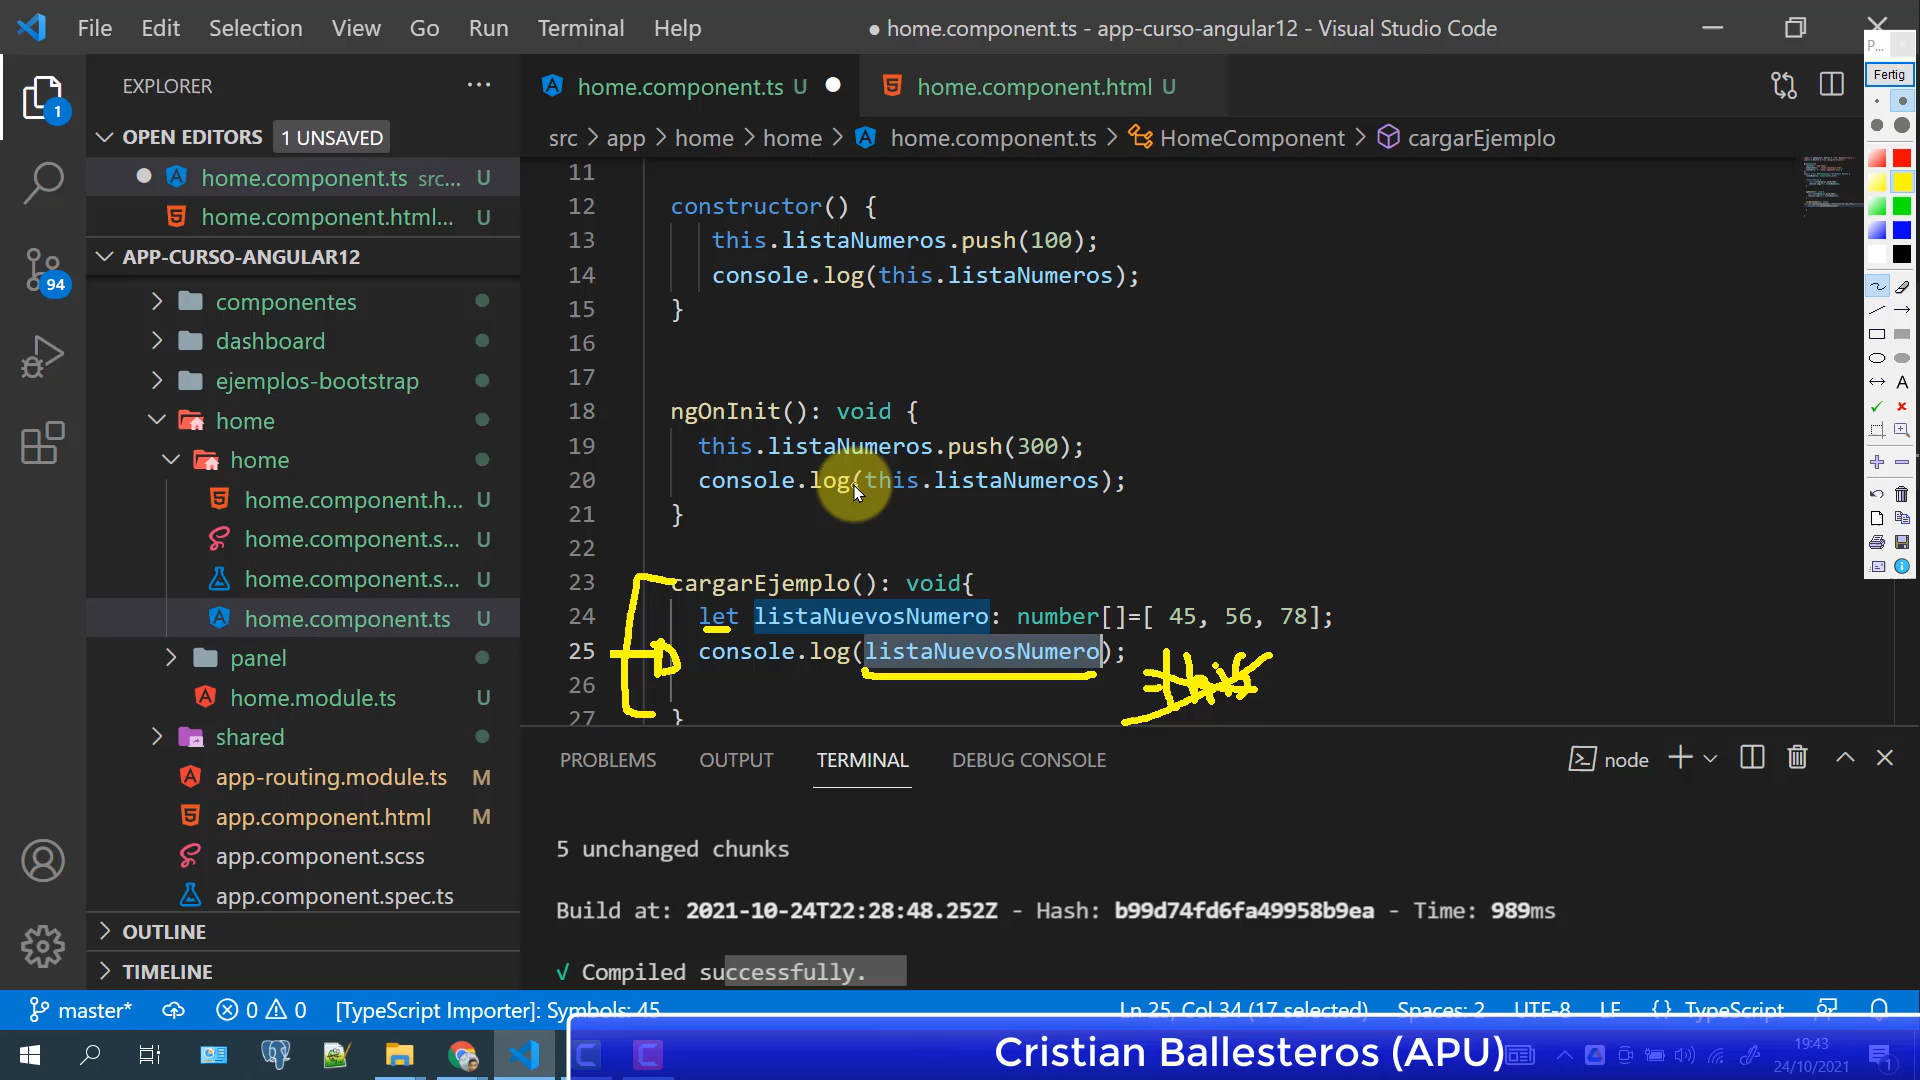 File Edit Selection View Go Run Terminal Help
● home.component.ts - app-curso-angular12 - Visual Studio Code
P...
Fertig
EXPLORER
OPEN EDITORS 1 UNSAVED
home.component.ts src... U
home.component.html... U
APP-CURSO-ANGULAR12
componentes
dashboard
ejemplos-bootstrap
home
home
home.component.h... U
home.component.s... U
home.component.s... U
home.component.ts U
panel
home.module.ts U
shared
app-routing.module.ts M
app.component.html M
app.component.scss
app.component.spec.ts
OUTLINE
TIMELINE
1
94
home.component.ts U
home.component.html U
src > app > home > home > home.component.ts > HomeComponent > cargarEjemplo
11
12 constructor() {
13 this.listaNumeros.push(100);
14 console.log(this.listaNumeros);
15 }
16
17
18 ngOnInit(): void {
19 this.listaNumeros.push(300);
20 console.log(this.listaNumeros);
21 }
22
23 cargarEjemplo(): void{
24 let listaNuevosNumero: number[]=[ 45, 56, 78];
25 console.log(listaNuevosNumero);
this
26
27 }
PROBLEMS OUTPUT TERMINAL DEBUG CONSOLE
node
5 unchanged chunks
Build at: 2021-10-24T22:28:48.252Z - Hash: b99d74fd6fa49958b9ea - Time: 989ms
√ Compiled successfully.
master* 0 0 [TypeScript Importer]: Symbols: 45
Ln 25, Col 34 (17 selected) Spaces: 2 UTF-8 LF {} TypeScript
Cristian Ballesteros (APU)
19:43
24/10/2021
1